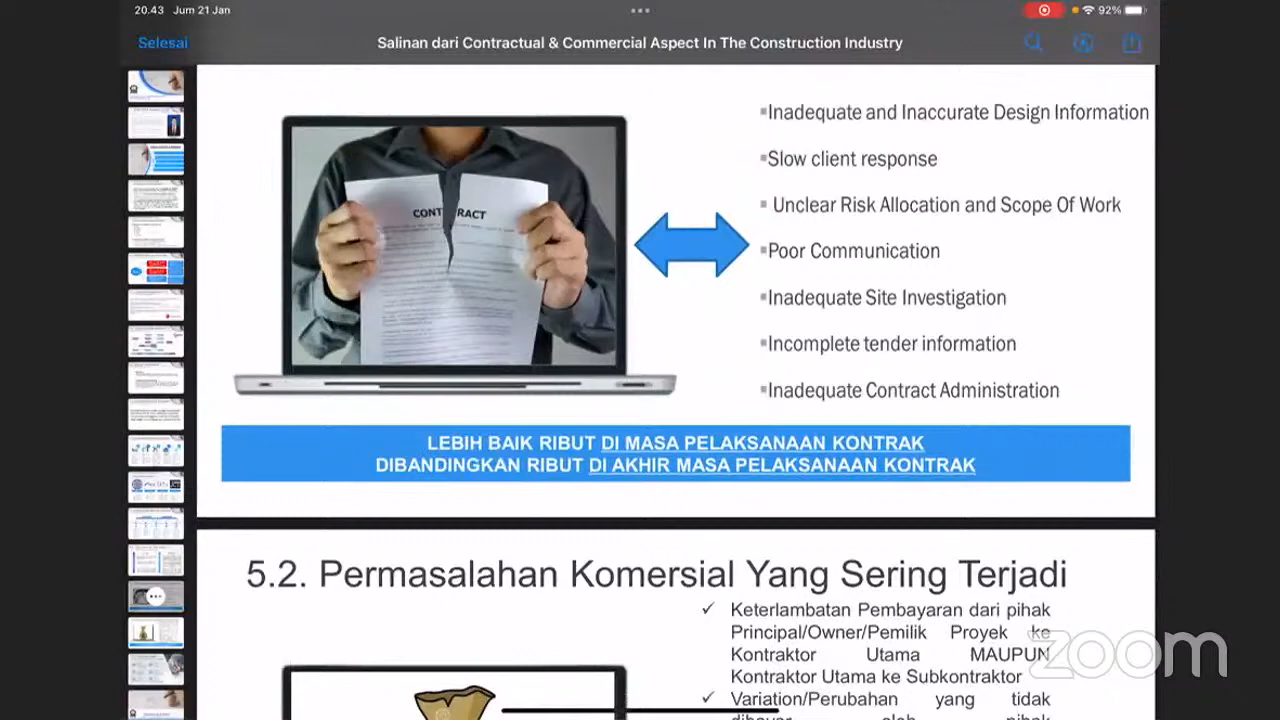 20.43 Jum 21 Jan
92%
Selesai
Salinan dari Contractual & Commercial Aspect In The Construction Industry
CONTRACT
Inadequate and Inaccurate Design Information
Slow client response
Unclear Risk Allocation and Scope Of Work
Poor Communication
Inadequate Site Investigation
Incomplete tender information
Inadequate Contract Administration
LEBIH BAIK RIBUT DI MASA PELAKSANAAN KONTRAK
DIBANDINGKAN RIBUT DI AKHIR MASA PELAKSANAAN KONTRAK
5.2. Permasalahan Komersial Yang Sering Terjadi
✓ Keterlambatan Pembayaran dari pihak
Principal/Owner/Pemilik Proyek ke
Kontraktor Utama MAUPUN
Kontraktor Utama ke Subkontraktor
✓ Variation/Perubahan yang tidak
dibayar oleh pihak
zoom